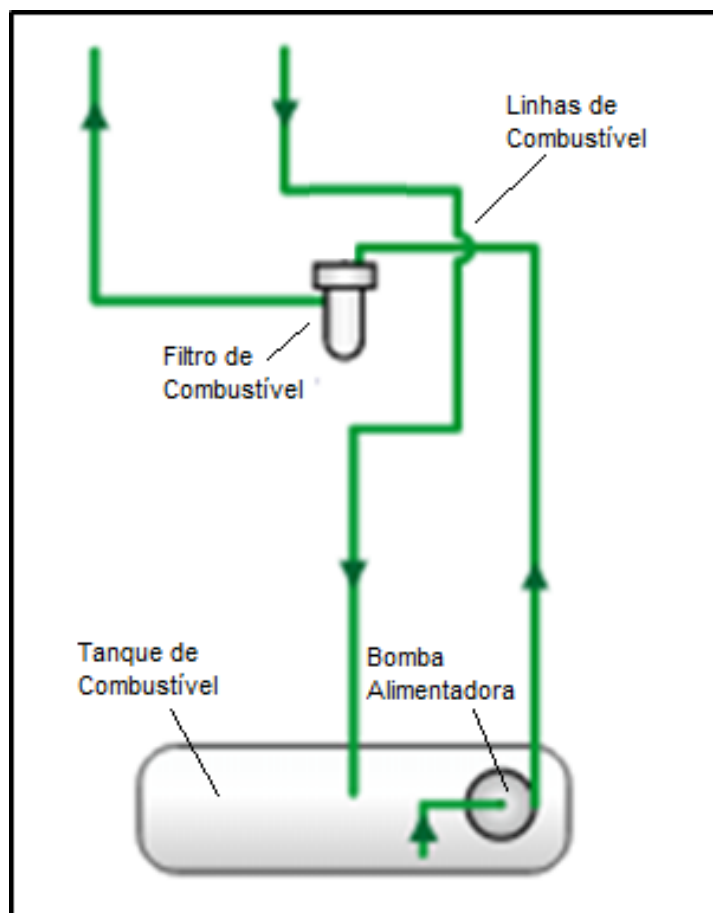 Linhas de
Combustível
Filtro de
Combustível
Tanque de
Combustível
Bomba
Alimentadora